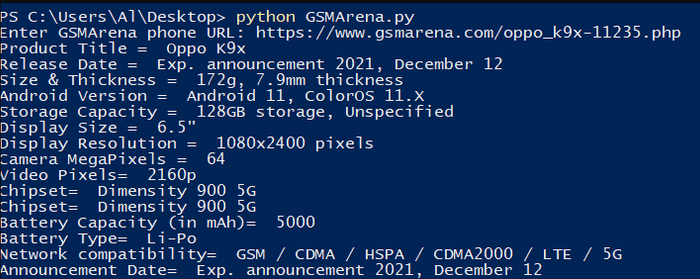 PS C:\Users\Al\Desktop> python GSMArena.py
Enter GSMArena phone URL: https://www.gsmarena.com/oppo_k9x-11235.php
Product Title =  Oppo K9x
Release Date =  Exp. announcement 2021, December 12
Size & Thickness =  172g, 7.9mm thickness
Android Version =  Android 11, ColorOS 11.X
Storage Capacity =  128GB storage, Unspecified
Display Size =  6.5"
Display Resolution =  1080x2400 pixels
Camera MegaPixels =  64
Video Pixels=  2160p
Chipset=  Dimensity 900 5G
Chipset=  Dimensity 900 5G
Battery Capacity (in mAh)=  5000
Battery Type=  Li-Po
Network compatibility=  GSM / CDMA / HSPA / CDMA2000 / LTE / 5G
Announcement Date=  Exp. announcement 2021, December 12